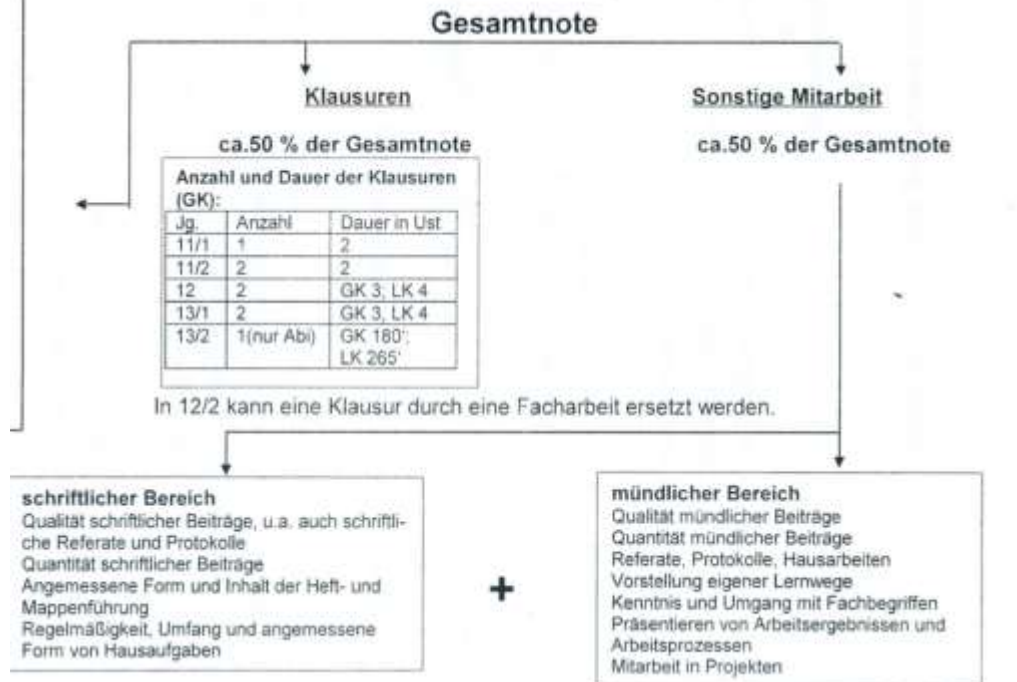 Gesamtnote
Klausuren
ca.50 % der Gesamtnote
Anzahl und Dauer der Klausuren
(GK):
Jg. Anzahl Dauer in Ust
11/1 1 2
11/2 2 2
12 2 GK 3; LK 4
13/1 2 GK 3, LK 4
13/2 1(nur Abi) GK 180';
LK 265'
In 12/2 kann eine Klausur durch eine Facharbeit ersetzt werden.
Sonstige Mitarbeit
ca.50 % der Gesamtnote
schriftlicher Bereich
Qualität schriftlicher Beiträge, u.a. auch schriftli-
che Referate und Protokolle
Quantität schriftlicher Beiträge
Angemessene Form und Inhalt der Heft- und
Mappenführung
Regelmäßigkeit, Umfang und angemessene
Form von Hausaufgaben
+
mündlicher Bereich
Qualität mündlicher Beiträge
Quantität mündlicher Beiträge
Referate, Protokolle, Hausarbeiten
Vorstellung eigener Lernwege
Kenntnis und Umgang mit Fachbegriffen
Präsentieren von Arbeitsergebnissen und
Arbeitsprozessen
Mitarbeit in Projekten